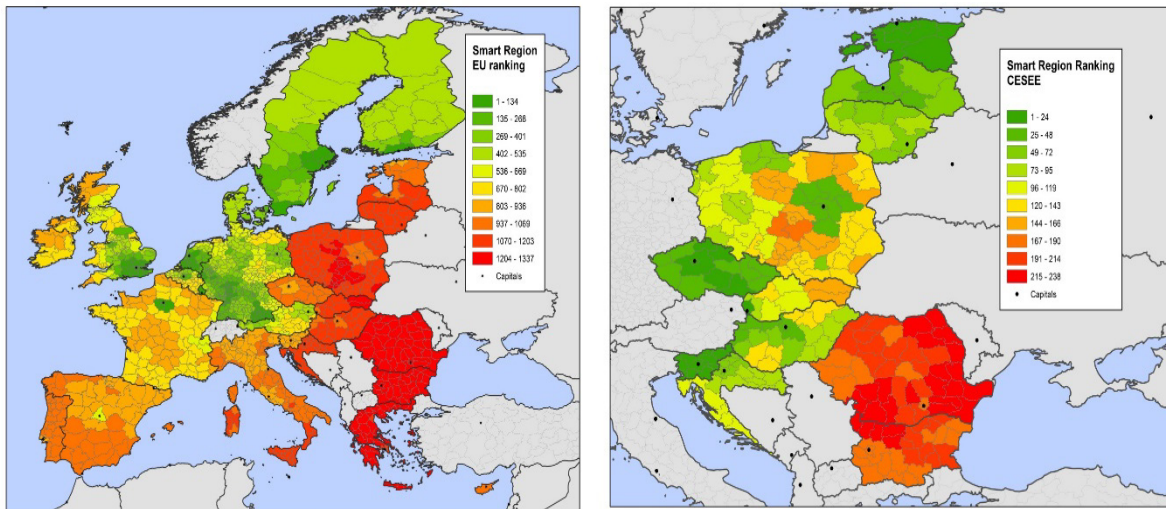 Smart Region
EU ranking
1 - 134
135 - 268
269 - 401
402 - 535
536 - 669
670 - 802
803 - 936
937 - 1069
1070 - 1203
1204 - 1337
Capitals
Smart Region Ranking
CESEE
1 - 24
25 - 48
49 - 72
73 - 95
96 - 119
120 - 143
144 - 166
167 - 190
191 - 214
215 - 238
Capitals